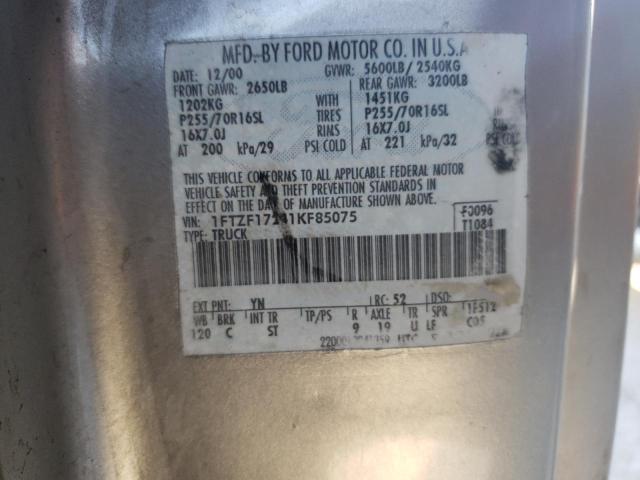 MFD. BY FORD MOTOR CO. IN U.S.A
DATE: 12/00 GVWR: 5600LB/ 2540KG
FRONT GAWR: 2650LB REAR GAWR: 3200LB
1202KG WITH 1451KG
P255/70R16SL TIRES P255/70R16SL
16X7.0J RIMS 16X7.0J
AT 200 kPa/29 PSI COLD AT 221 kPa/32
THIS VEHICLE CONFORMS TO ALL APPLICABLE FEDERAL MOTOR
VEHICLE SAFETY AND THEFT PREVENTION STANDARDS IN
EFFECT ON THE DATE OF MANUFACTURE SHOWN ABOVE.
VIN: F0096
TYPE: TRUCK T1084
EXT PNT: YN RC: 52 DSO:
WB BRK INT TR TP/PS R AXLE TR SPR 1F512
120 C ST 9 19 U LF